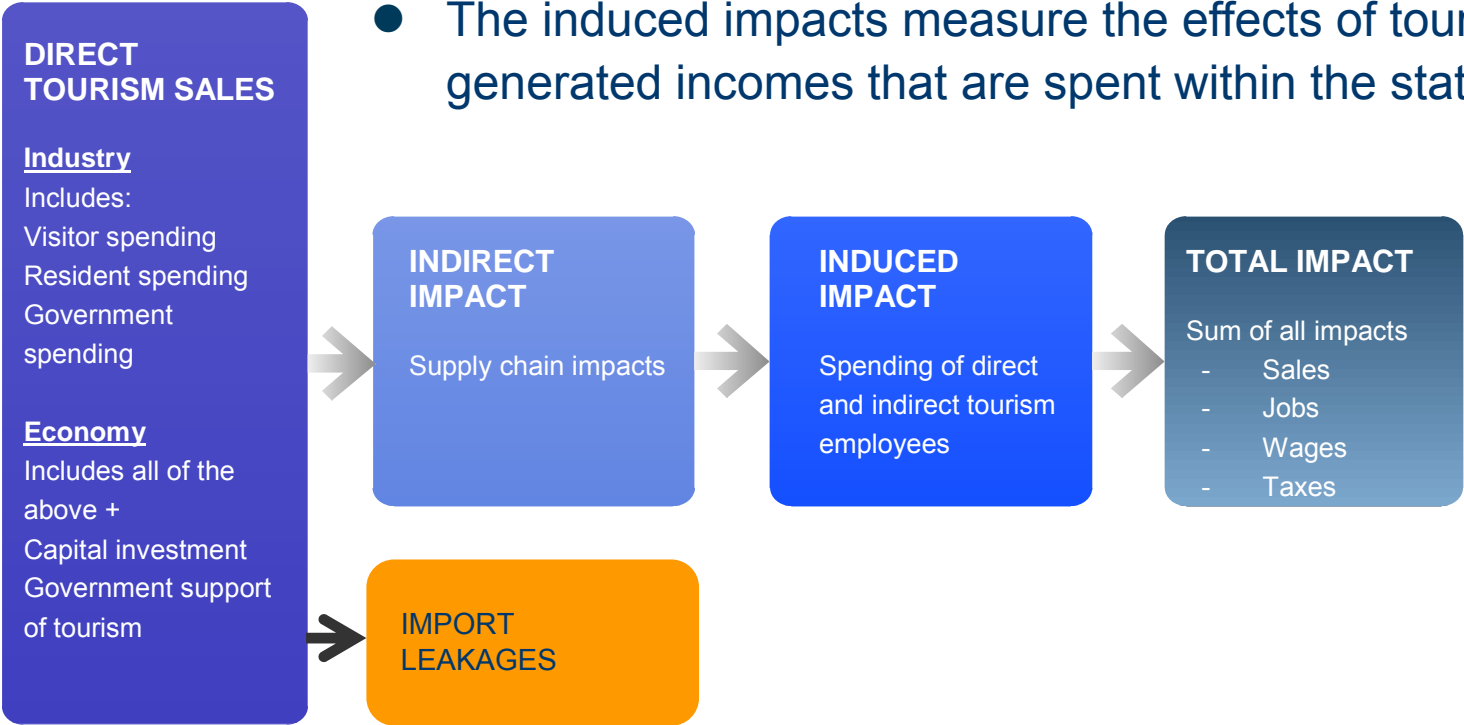 ● The induced impacts measure the effects of tour
generated incomes that are spent within the stat
DIRECT
TOURISM SALES
Industry
Includes:
Visitor spending
Resident spending
Government
spending
Economy
Includes all of the
above +
Capital investment
Government support
of tourism
INDIRECT
IMPACT
Supply chain impacts
INDUCED
IMPACT
Spending of direct
and indirect tourism
employees
TOTAL IMPACT
Sum of all impacts
- Sales
- Jobs
- Wages
- Taxes
IMPORT
LEAKAGES